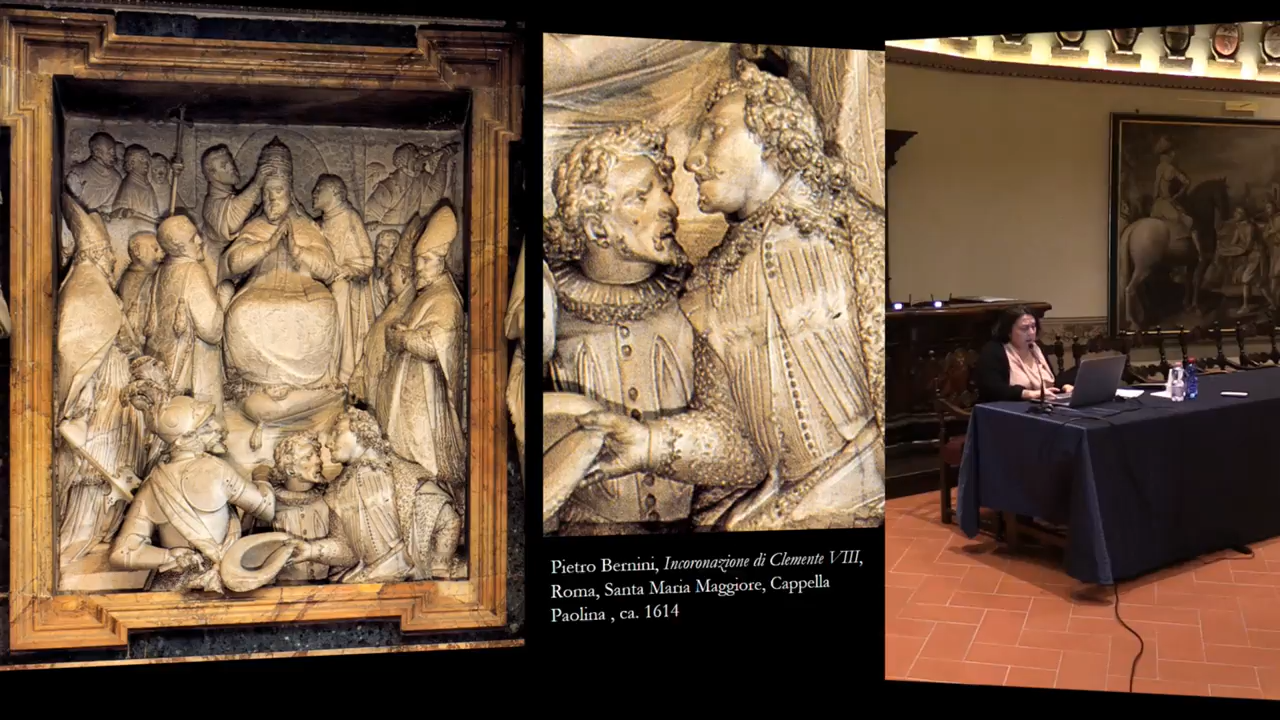 Pietro Bernini, Incoronazione di Clemente VIII,
Roma, Santa Maria Maggiore, Cappella
Paolina , ca. 1614